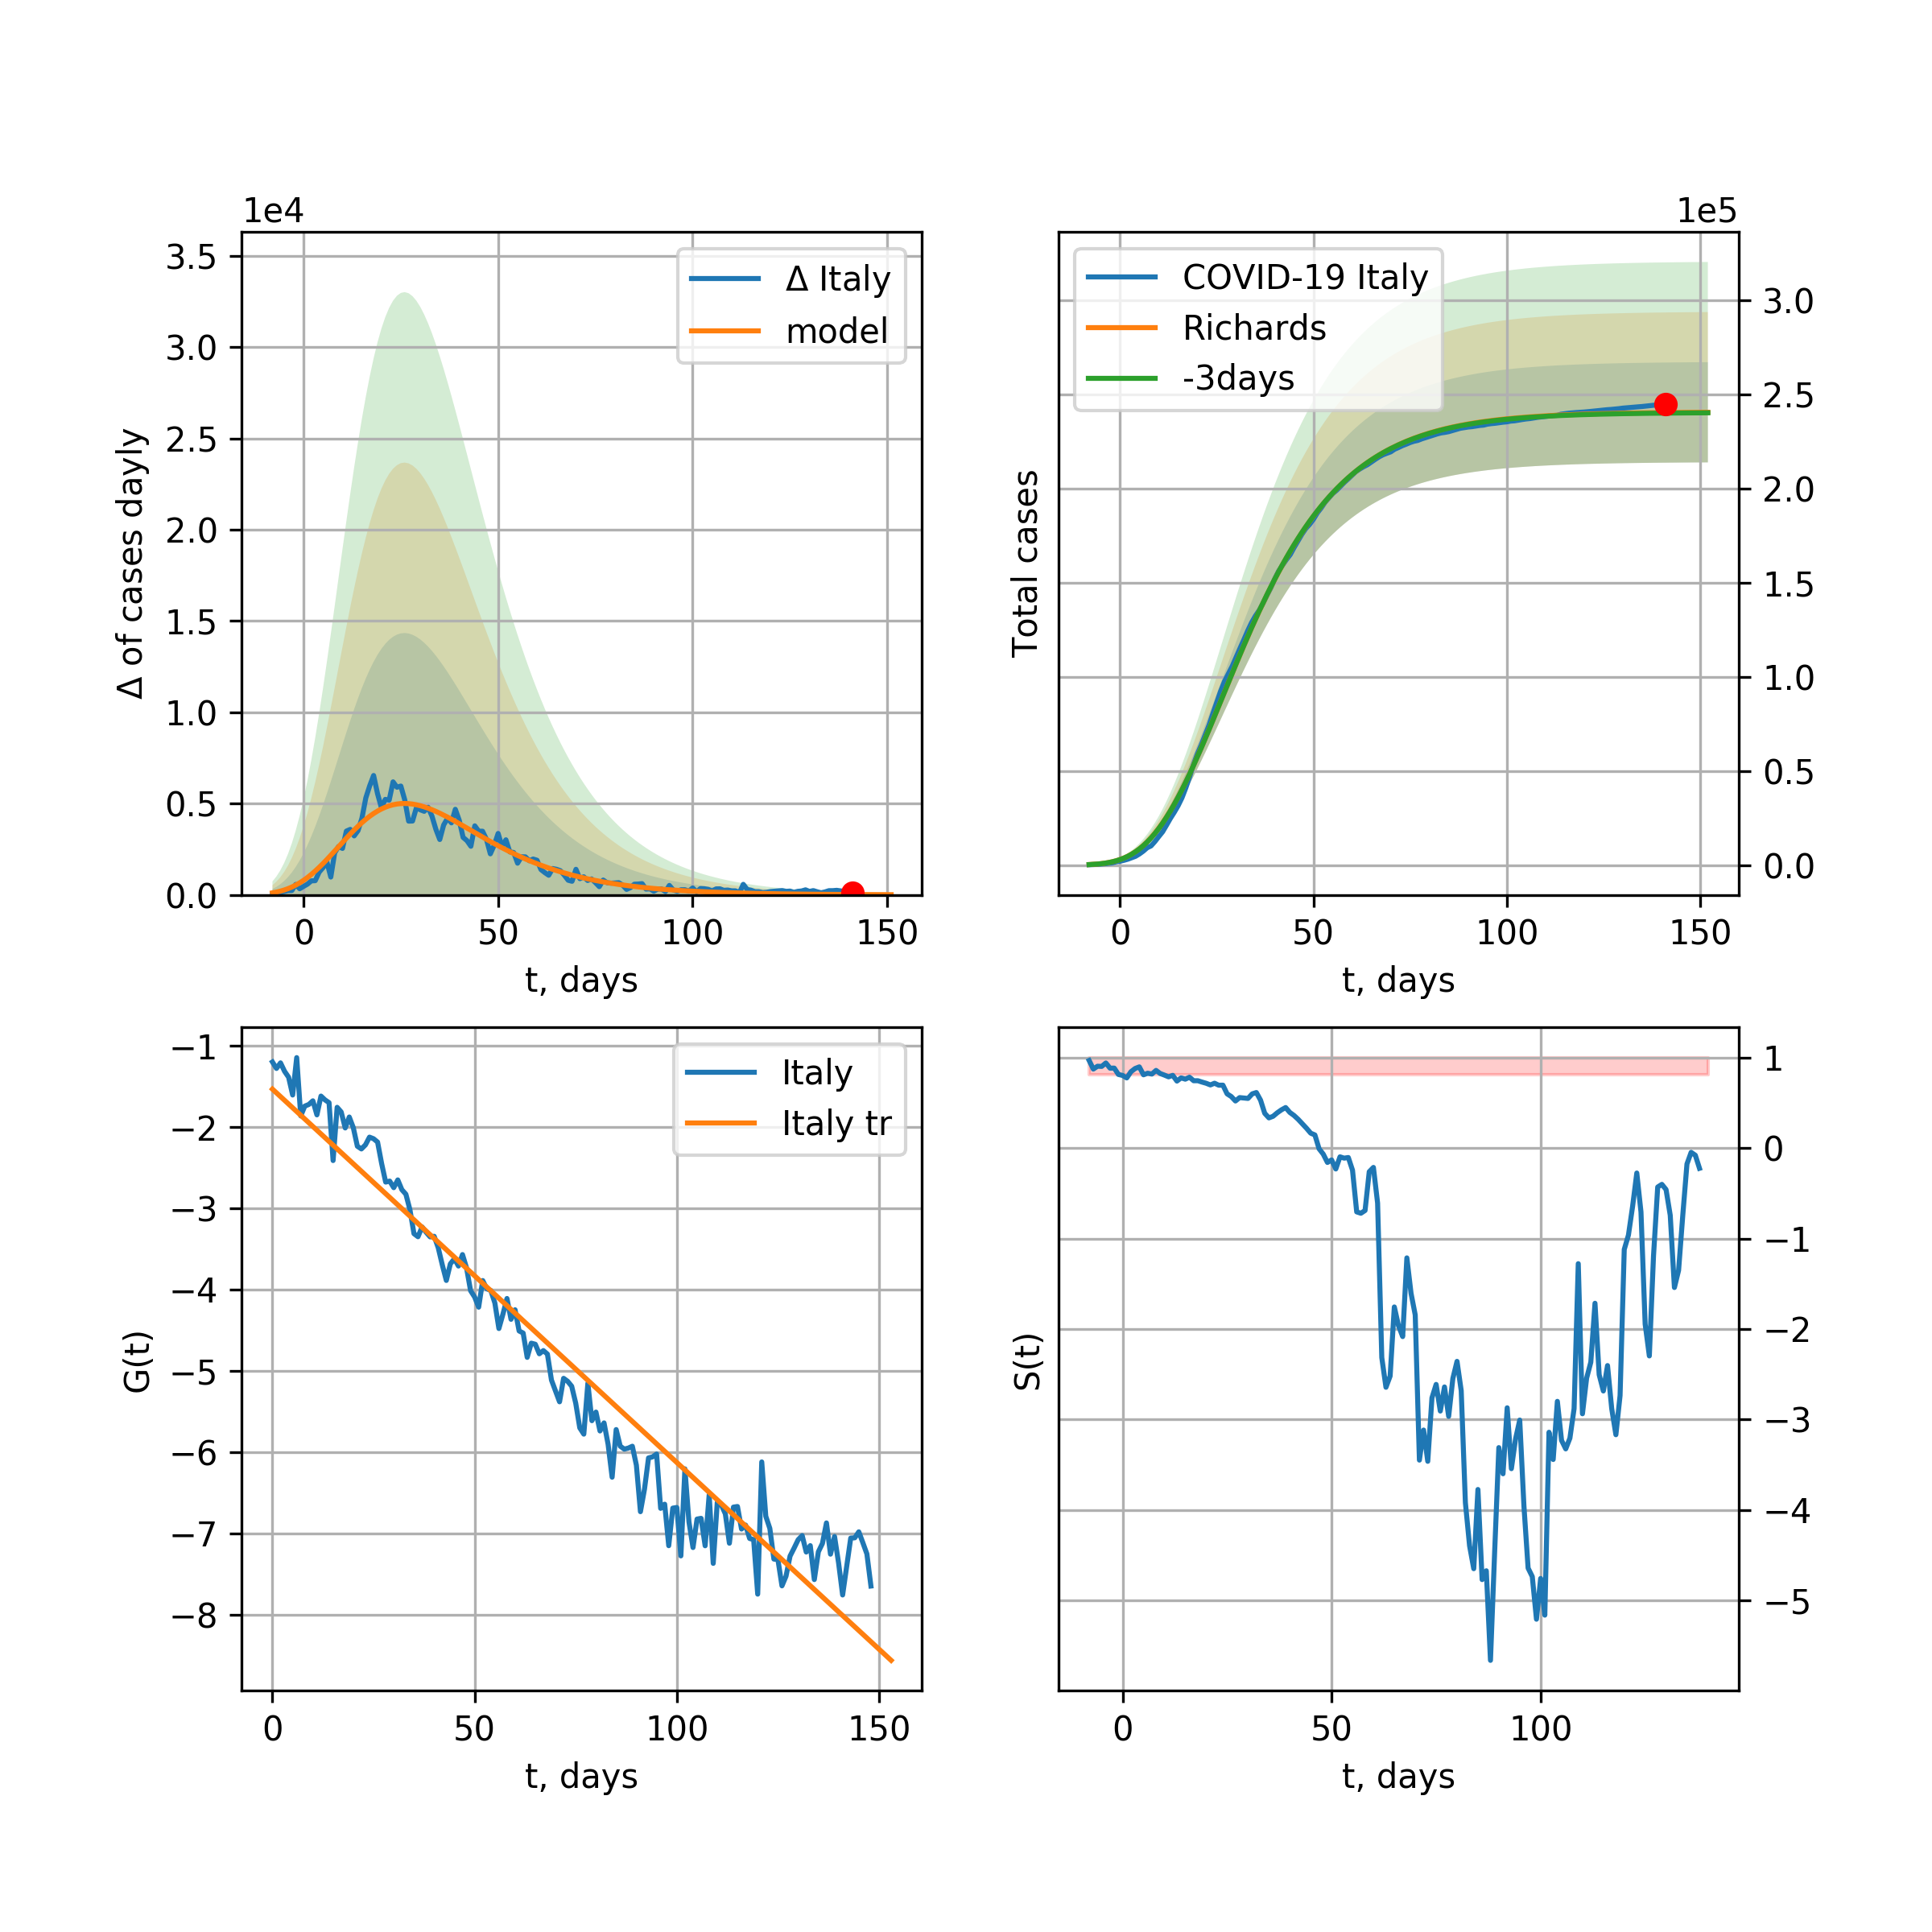 1e4
3.5
3.0
2.5
2.0
1.5
1.0
0.5
0.0
Δ of cases dayly
Δ Italy
model
0 50 100 150
t, days
1e5
3.0
2.5
2.0
1.5
1.0
0.5
0.0
Total cases
COVID-19 Italy
Richards
-3days
0 50 100 150
t, days
−1
−2
−3
−4
−5
−6
−7
−8
G(t)
Italy
Italy tr
0 50 100 150
t, days
1
0
−1
−2
−3
−4
−5
S(t)
0 50 100
t, days